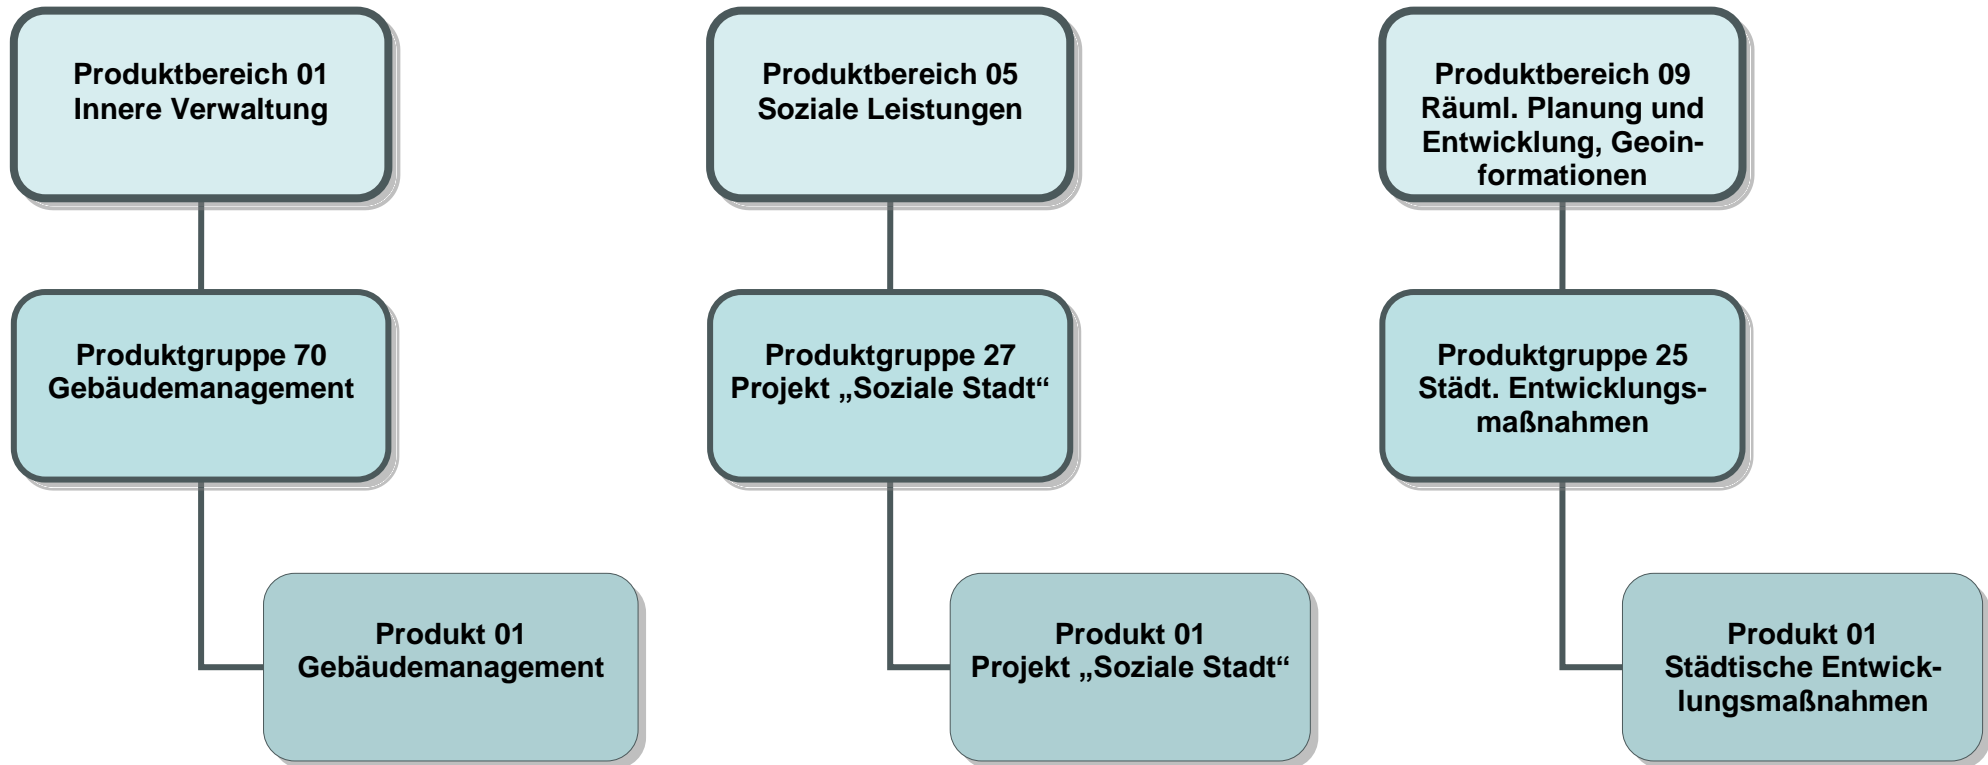 Produktbereich 01
Innere Verwaltung
Produktgruppe 70
Gebäudemanagement
Produkt 01
Gebäudemanagement
Produktbereich 05
Soziale Leistungen
Produktgruppe 27
Projekt „Soziale Stadt“
Produkt 01
Projekt „Soziale Stadt“
Produktbereich 09
Räuml. Planung und
Entwicklung, Geoin-
formationen
Produktgruppe 25
Städt. Entwicklungs-
maßnahmen
Produkt 01
Städtische Entwick-
lungsmaßnahmen